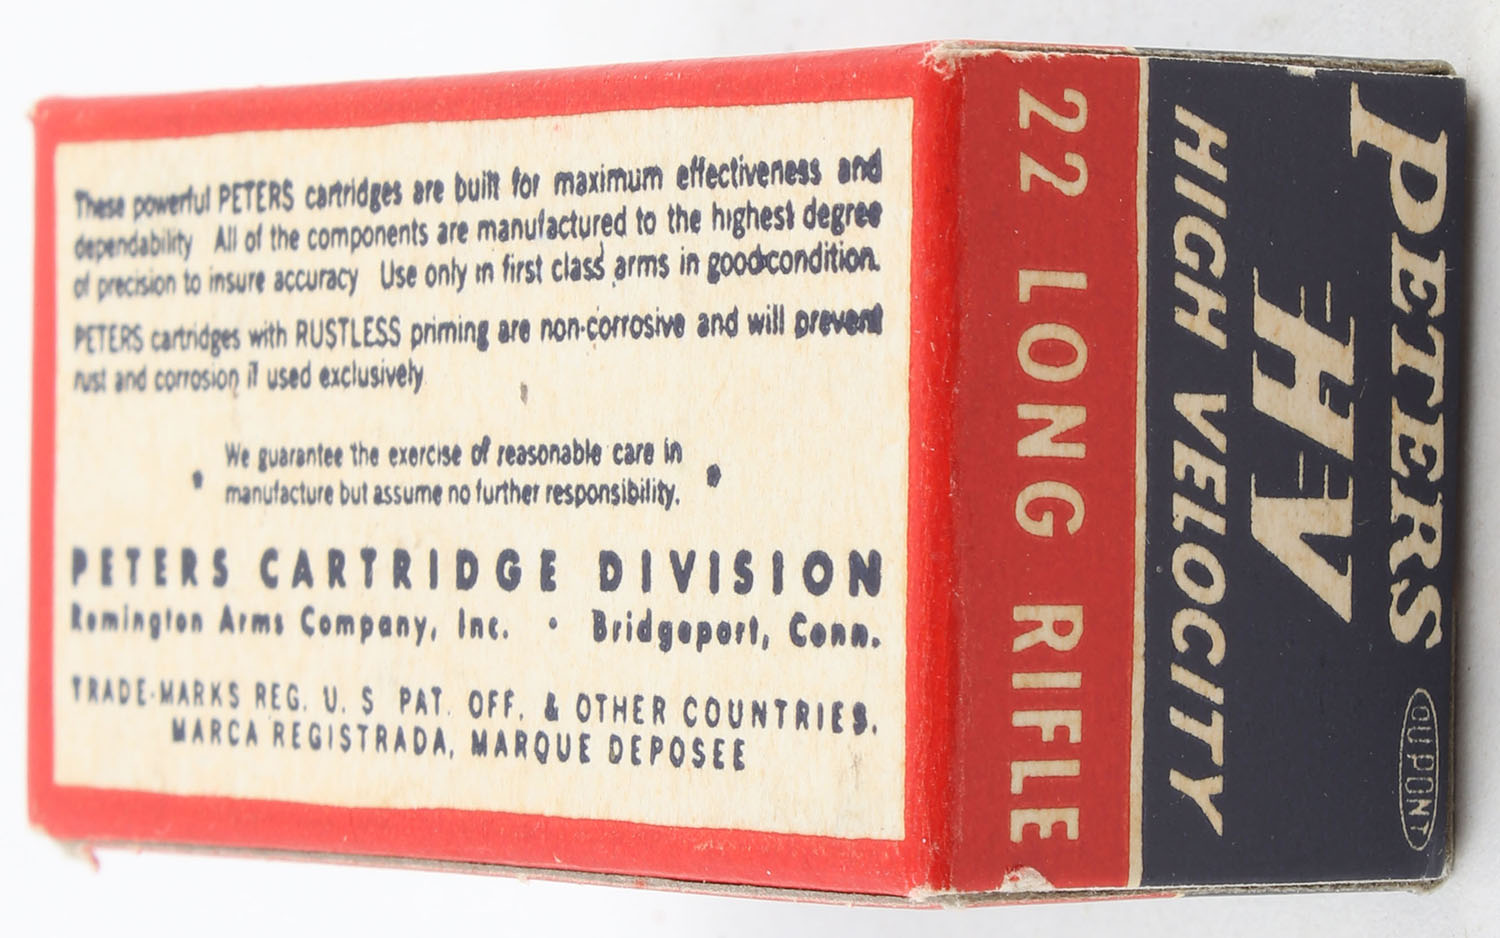 These powerful PETERS cartridges are built for maximum effectiveness and
dependability All of the components are manufactured to the highest degree
of precision to insure accuracy Use only in first class arms in good condition.
PETERS cartridges with RUSTLESS priming are non-corrosive and will prevent
rust and corrosion if used exclusively
We guarantee the exercise of reasonable care in
manufacture but assume no further responsibility.
PETERS CARTRIDGE DIVISION
Remington Arms Company, Inc. • Bridgeport, Conn.
TRADE-MARKS REG. U. S PAT. OFF. & OTHER COUNTRIES.
MARCA REGISTRADA, MARQUE DEPOSEE
PETERS
HV
HIGH VELOCITY
22 LONG RIFLE
DUPONT